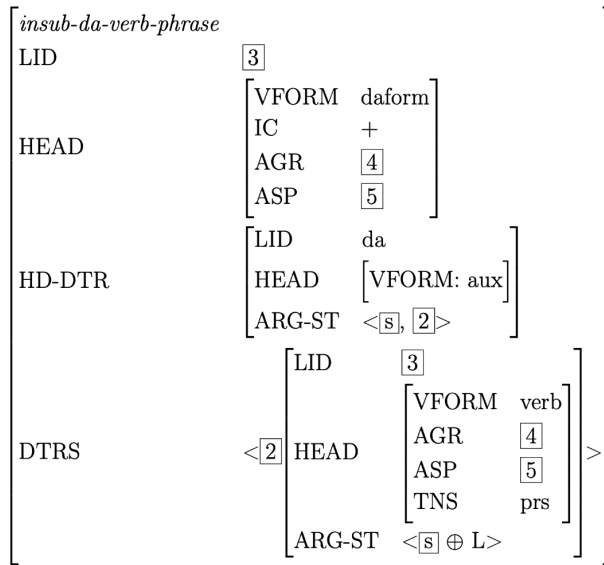 insub-da-verb-phrase
LID 3
HEAD
VFORM daform
IC +
AGR 4
ASP 5
HD-DTR
LID da
HEAD [VFORM: aux]
ARG-ST <s, 2>
DTRS <2
LID 3
HEAD
VFORM verb
AGR 4
ASP 5
TNS prs
ARG-ST <s ⊕ L>
>